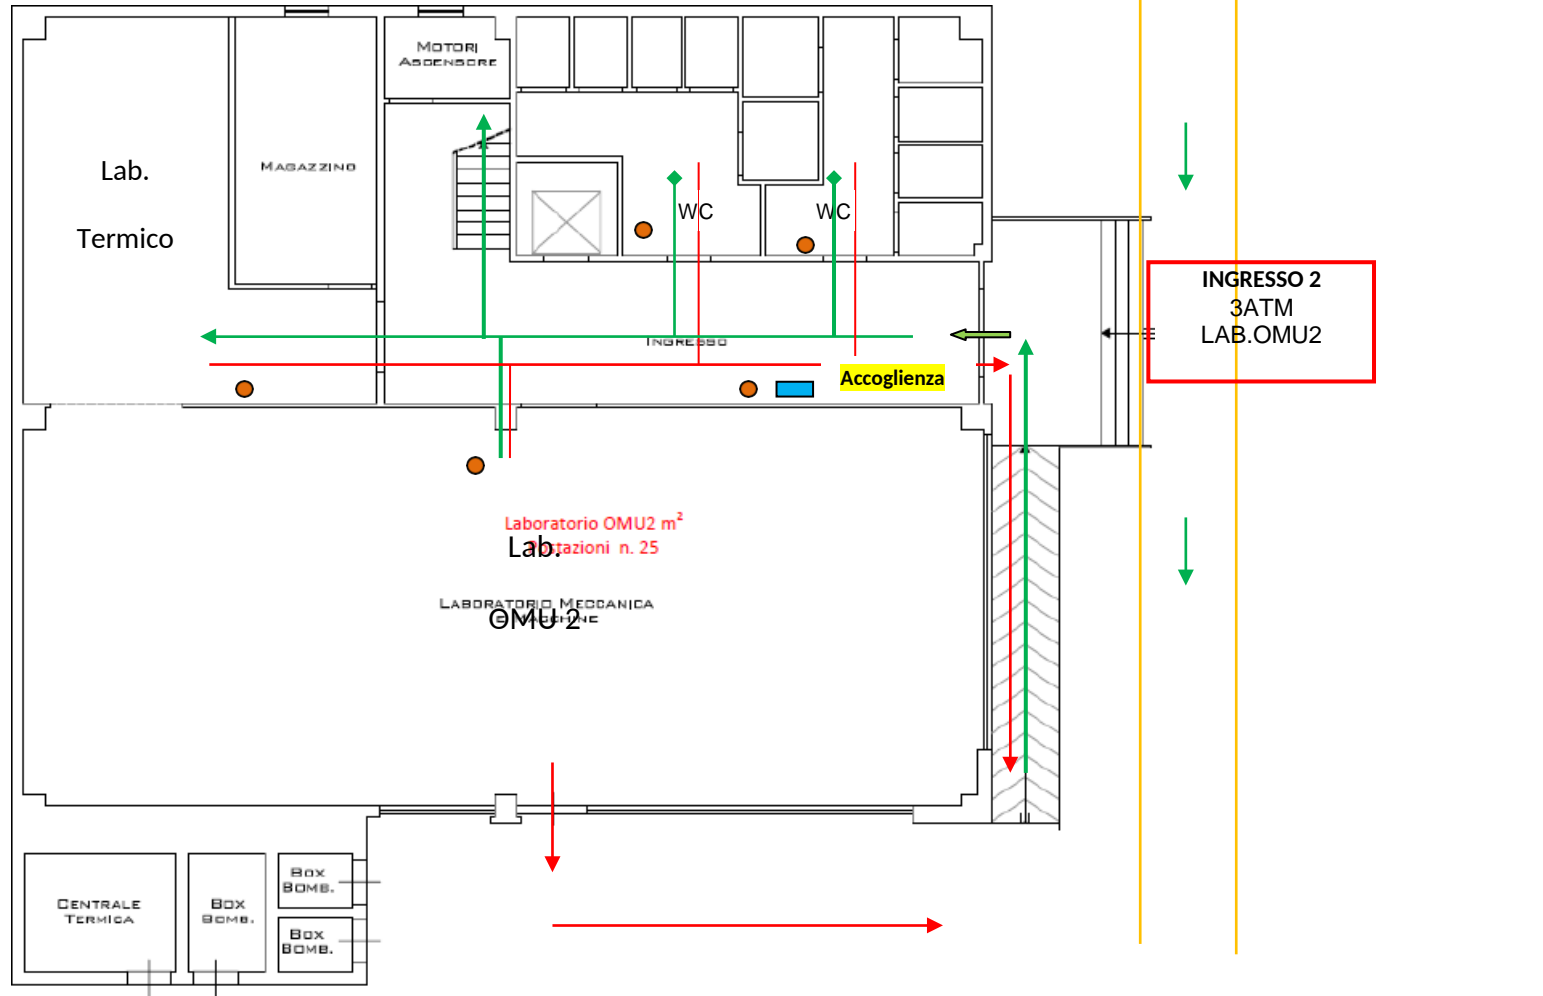 MOTORI
ASCENSORE
Lab.
Termico
MAGAZZINO
WC
WC
INGRESSO 2
3ATM
LAB.OMU2
INGRESSO
Accoglienza
Laboratorio OMU2 m²
Postazioni n. 25
Lab.
LABORATORIO MECCANICA
E MACCHINE
OMU 2
CENTRALE
TERMICA
BOX
BOMB.
BOX
BOMB.
BOX
BOMB.